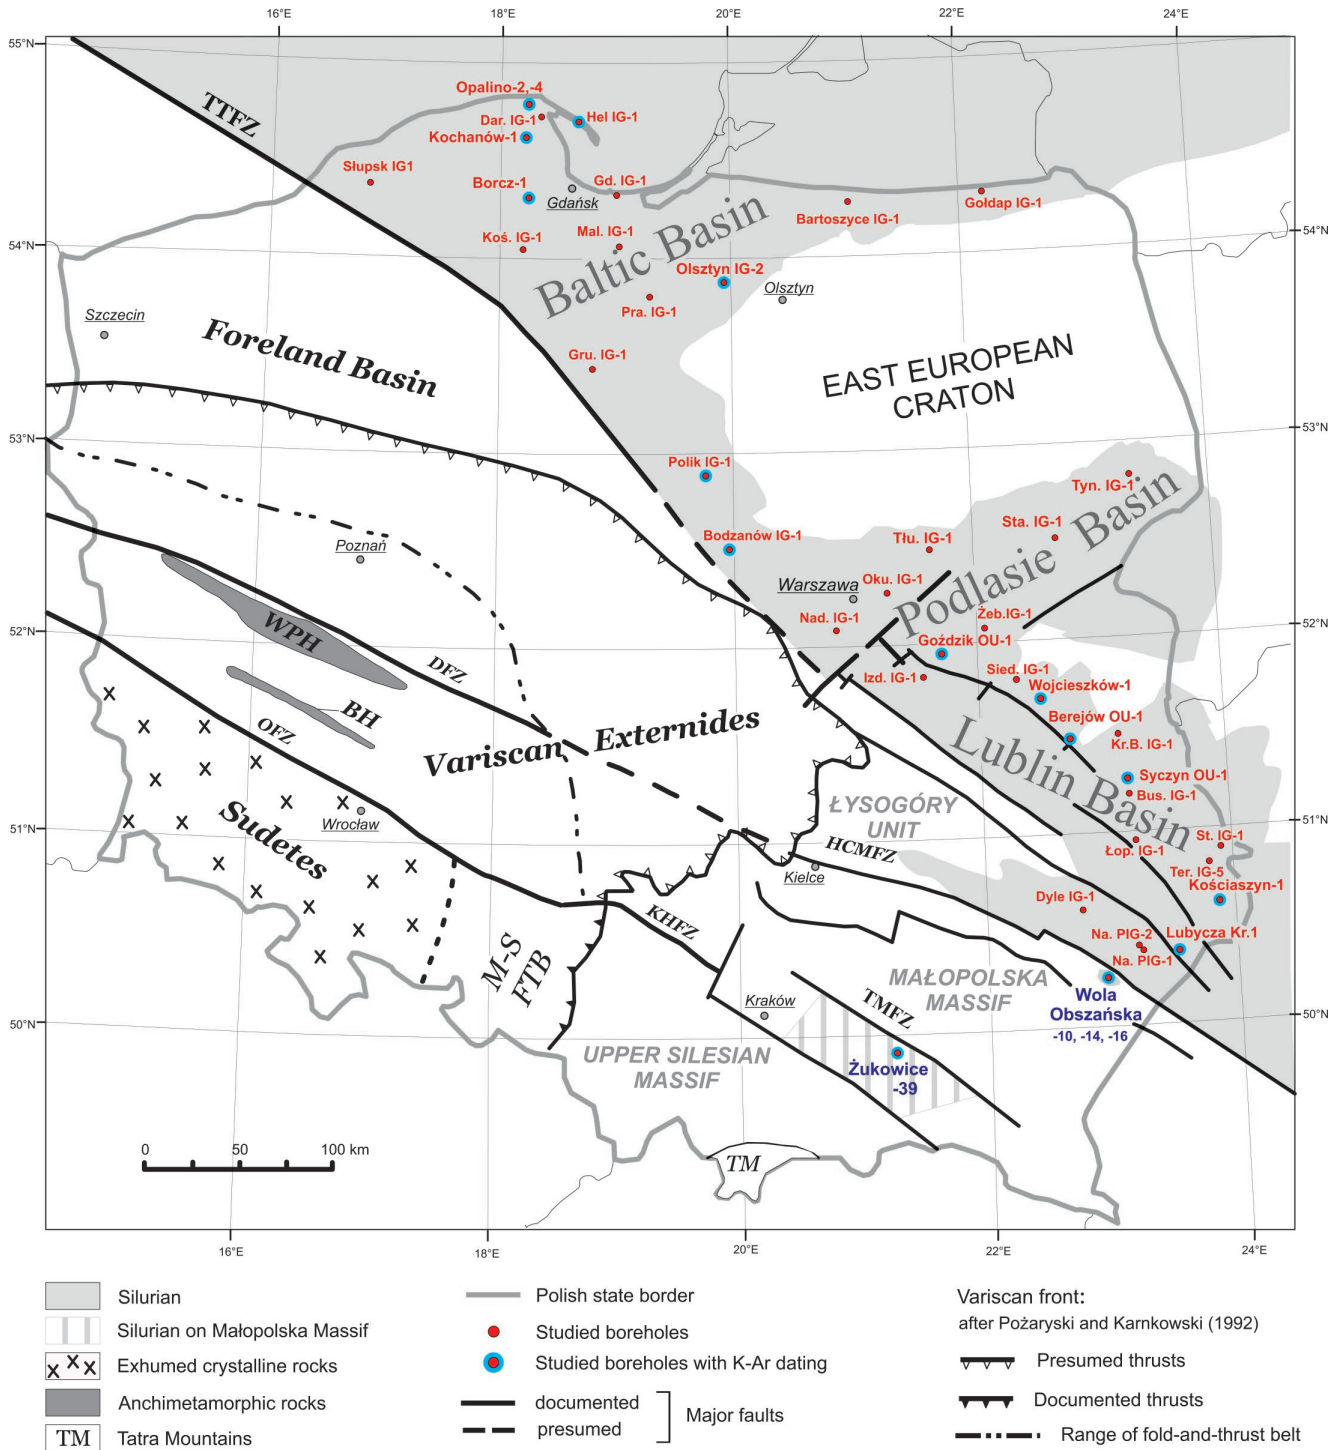 16°E
18°E
20°E
22°E
24°E
55°N
54°N
53°N
52°N
51°N
50°N
54°N
53°N
52°N
51°N
50°N
16°E
18°E
20°E
22°E
24°E
TTFZ
Opalino-2,-4
Dar. IG-1
Hel IG-1
Kochanów-1
Słupsk IG1
Borcz-1
Gd. IG-1
Gdańsk
Bartoszyce IG-1
Gołdap IG-1
Koś. IG-1
Mal. IG-1
Baltic Basin
Olsztyn IG-2
Olsztyn
Pra. IG-1
Szczecin
Foreland Basin
Gru. IG-1
EAST EUROPEAN
CRATON
Polik IG-1
Tyn. IG-1
Bodzanów IG-1
Sta. IG-1
Tłu. IG-1
Podlasie Basin
Poznań
Warszawa
Oku. IG-1
Nad. IG-1
Żeb.IG-1
Goździk OU-1
WPH
DFZ
Izd. IG-1
Sied. IG-1
Wojcieszków-1
BH
OFZ
Variscan Externides
Berejów OU-1
Kr.B. IG-1
Lublin Basin
Syczyn OU-1
Bus. IG-1
Sudetes
Wrocław
ŁYSOGÓRY
UNIT
HCMFZ
Kielce
Łop. IG-1
St. IG-1
Ter. IG-5
Kościaszyn-1
Dyle IG-1
KHFZ
Na. PIG-2
Na. PIG-1
Lubycza Kr.1
M-S
FTB
MAŁOPOLSKA
MASSIF
TMFZ
Kraków
Wola
Obszańska
-10, -14, -16
UPPER SILESIAN
MASSIF
Żukowice
-39
0 50 100 km
TM
Silurian
Silurian on Małopolska Massif
Exhumed crystalline rocks
Anchimetamorphic rocks
TM Tatra Mountains
Polish state border
Studied boreholes
Studied boreholes with K-Ar dating
documented
presumed
Major faults
Variscan front:
after Pożaryski and Karnkowski (1992)
Presumed thrusts
Documented thrusts
Range of fold-and-thrust belt